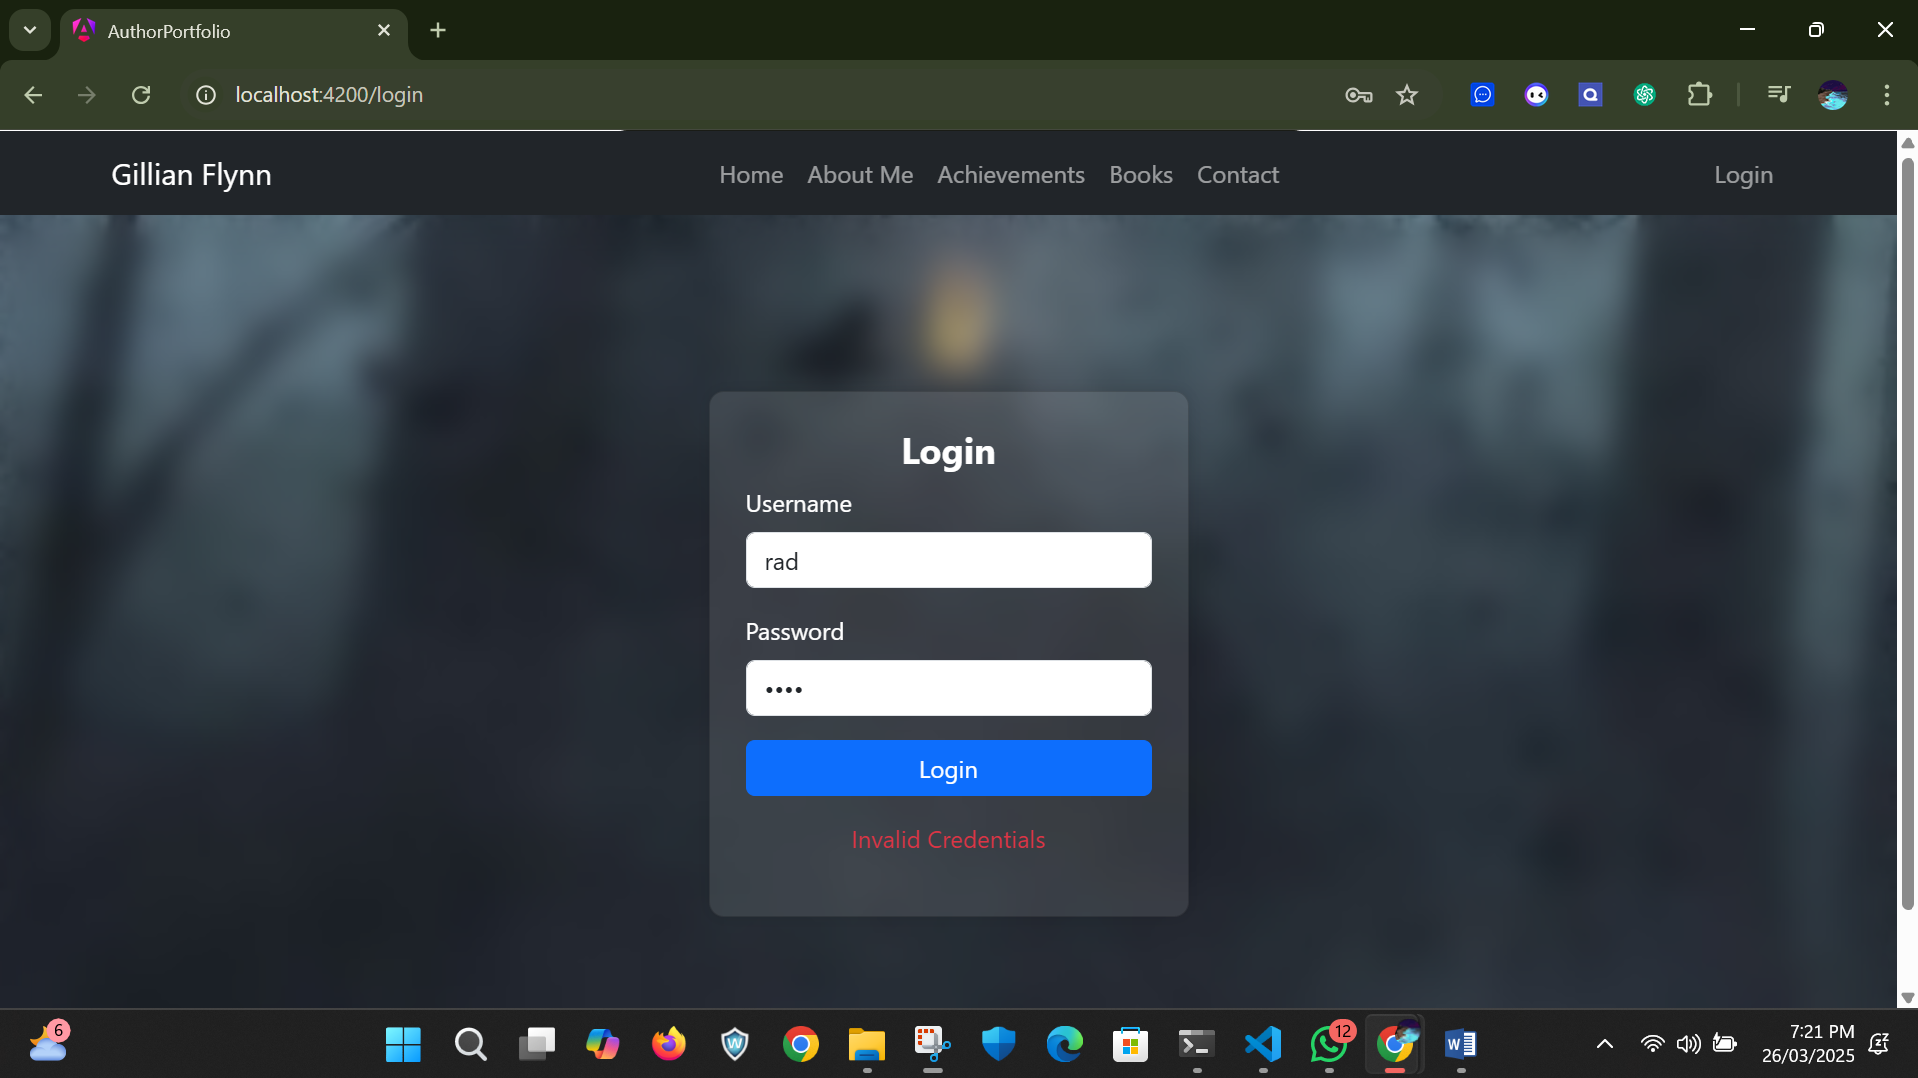 AuthorPortfolio
localhost:4200/login
Gillian Flynn
Home
About Me
Achievements
Books
Contact
Login
Login
Username
rad
Password
••••
Login
Invalid Credentials
6
12
7:21 PM
26/03/2025